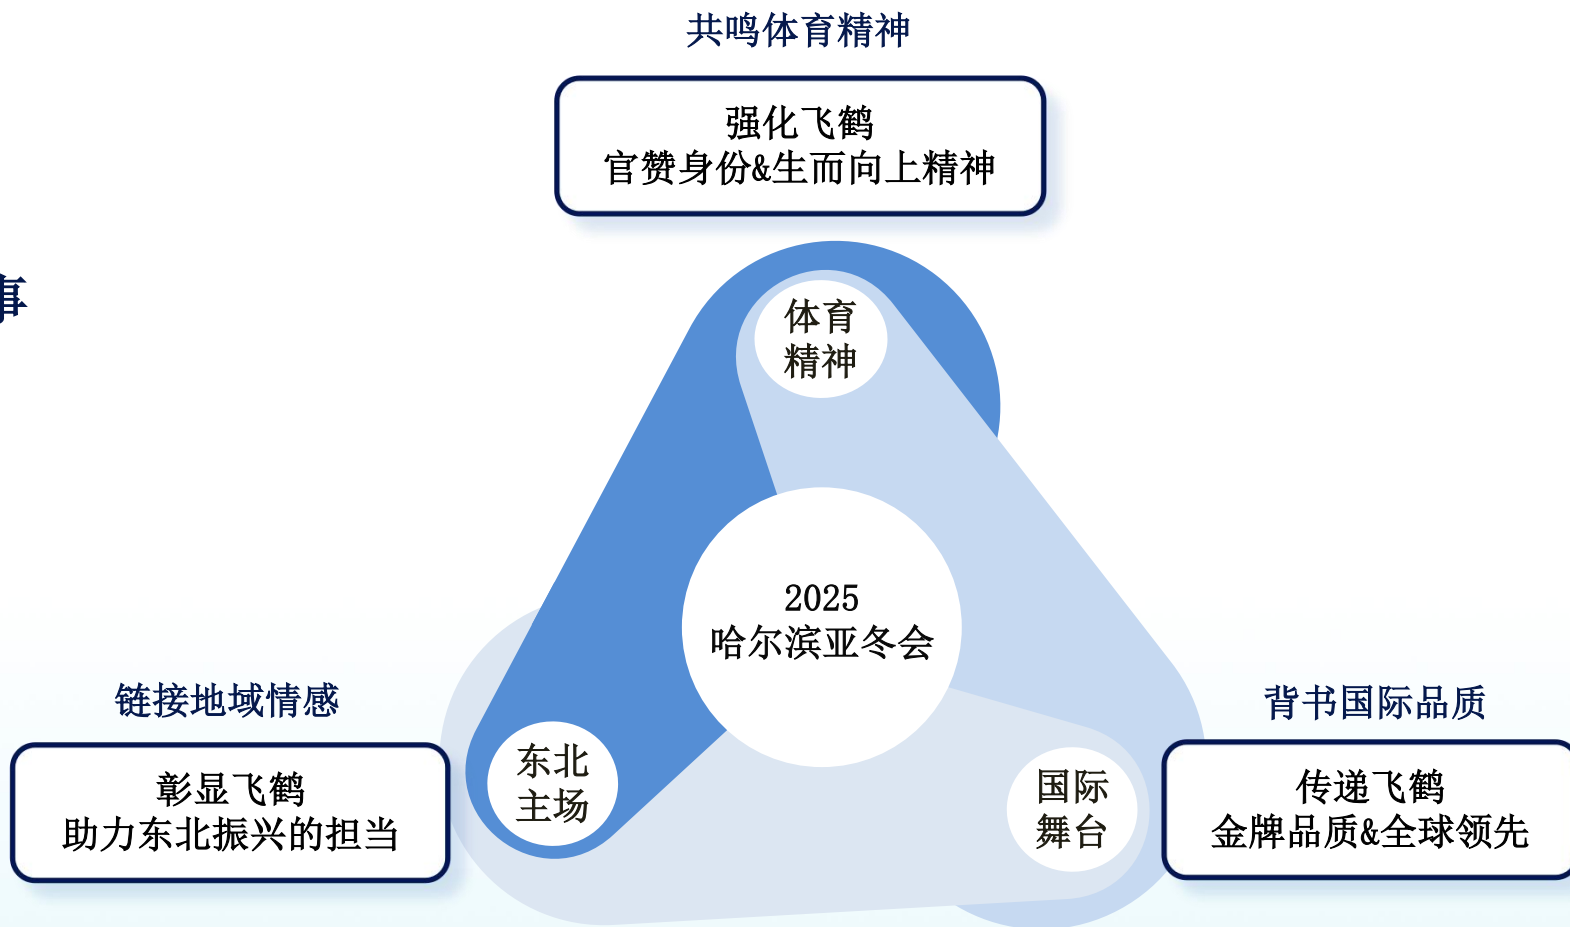 共鸣体育精神
强化飞鹤
官赞身份&生而向上精神
事
体育
精神
2025
哈尔滨亚冬会
链接地域情感
彰显飞鹤
助力东北振兴的担当
东北
主场
国际
舞台
背书国际品质
传递飞鹤
金牌品质&全球领先